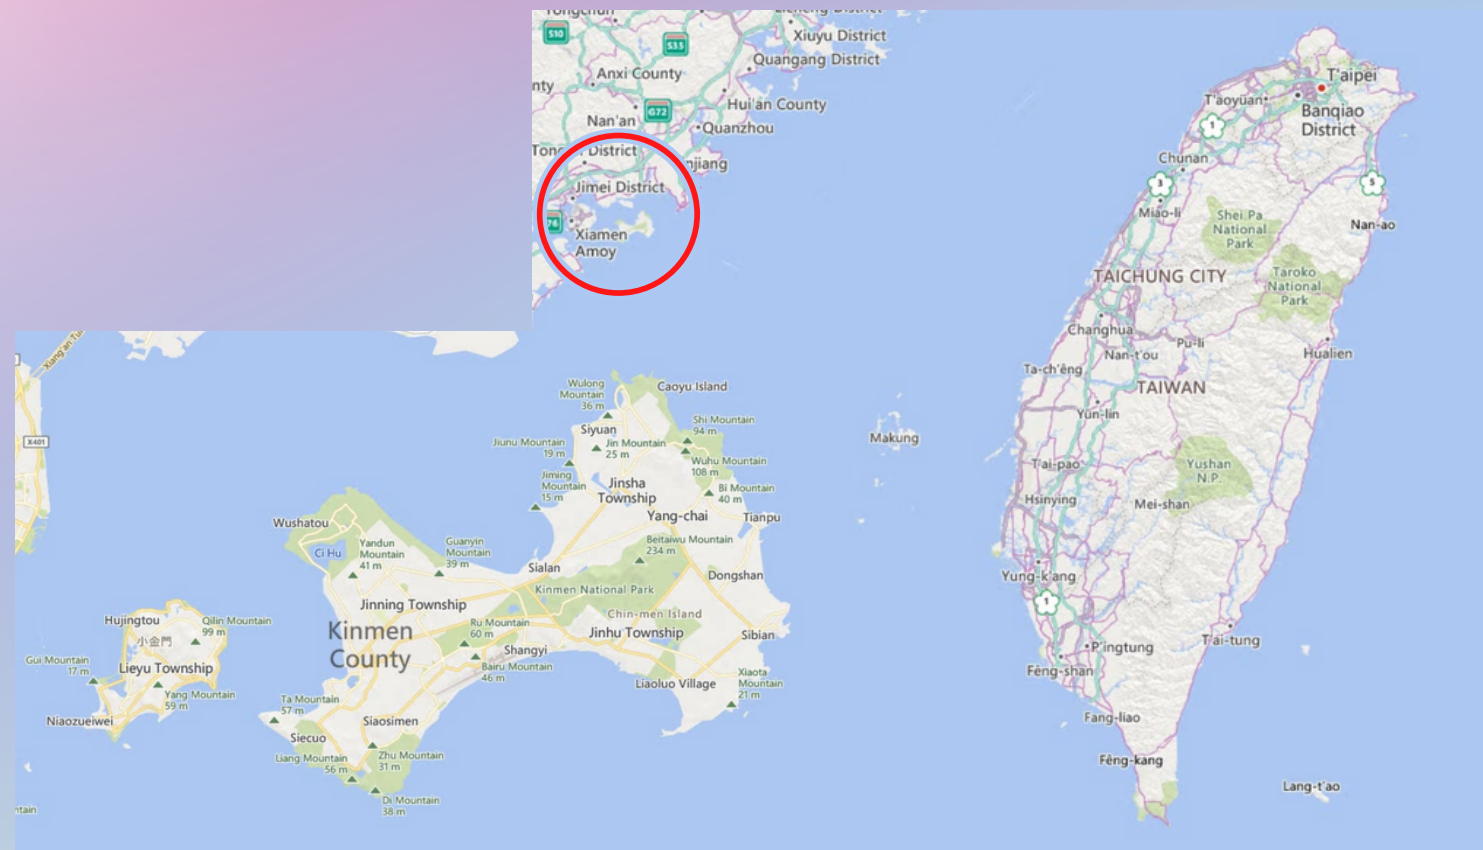 S10
S35
Xiuyu District
Quangang District
Anxi County
G72
Hui'an County
Nan'an
Quanzhou
District
Jimei District
76
Xiamen
Amoy
T'aipei
T'aoyüan
Banqiao
District
1
Chunan
3
5
Miao-li
Shei Pa
National
Park
Nan-ao
TAICHUNG CITY
Taroko
National
Park
Changhua
Pu-li
Nan-t'ou
Hualien
Ta-ch'êng
TAIWAN
Yün-lin
Makung
T'ai-pao
Yushan
N.P.
Hsinying
Mei-shan
Yung-k'ang
1
P'ingtung
T'ai-tung
Fêng-shan
Fang-liao
Fêng-kang
Lang-t'ao
X401
Wulong
Mountain
36 m
Caoyu Island
Siyuan
Shi Mountain
94 m
Jiunu Mountain
19 m
Jin Mountain
25 m
Wuhu Mountain
108 m
Jiming
Mountain
15 m
Jinsha
Township
Bi Mountain
40 m
Yang-chai
Tianpu
Wushatou
Ci Hu
Yandun
Mountain
41 m
Guanyin
Mountain
39 m
Beitaiwu Mountain
234 m
Sialan
Dongshan
Kinmen National Park
Jinning Township
Chin-men Island
Hujingtou
Qilin Mountain
99 m
小金門
Kinmen
County
Ru Mountain
60 m
Jinhu Township
Sibian
Shangyi
Gui Mountain
17 m
Lieyu Township
Bairu Mountain
46 m
Liaoluo Village
Xiaota
Mountain
21 m
Yang Mountain
59 m
Ta Mountain
57 m
Niaozueiwei
Siaosimen
Siecuo
Liang Mountain
56 m
Zhu Mountain
31 m
Di Mountain
38 m